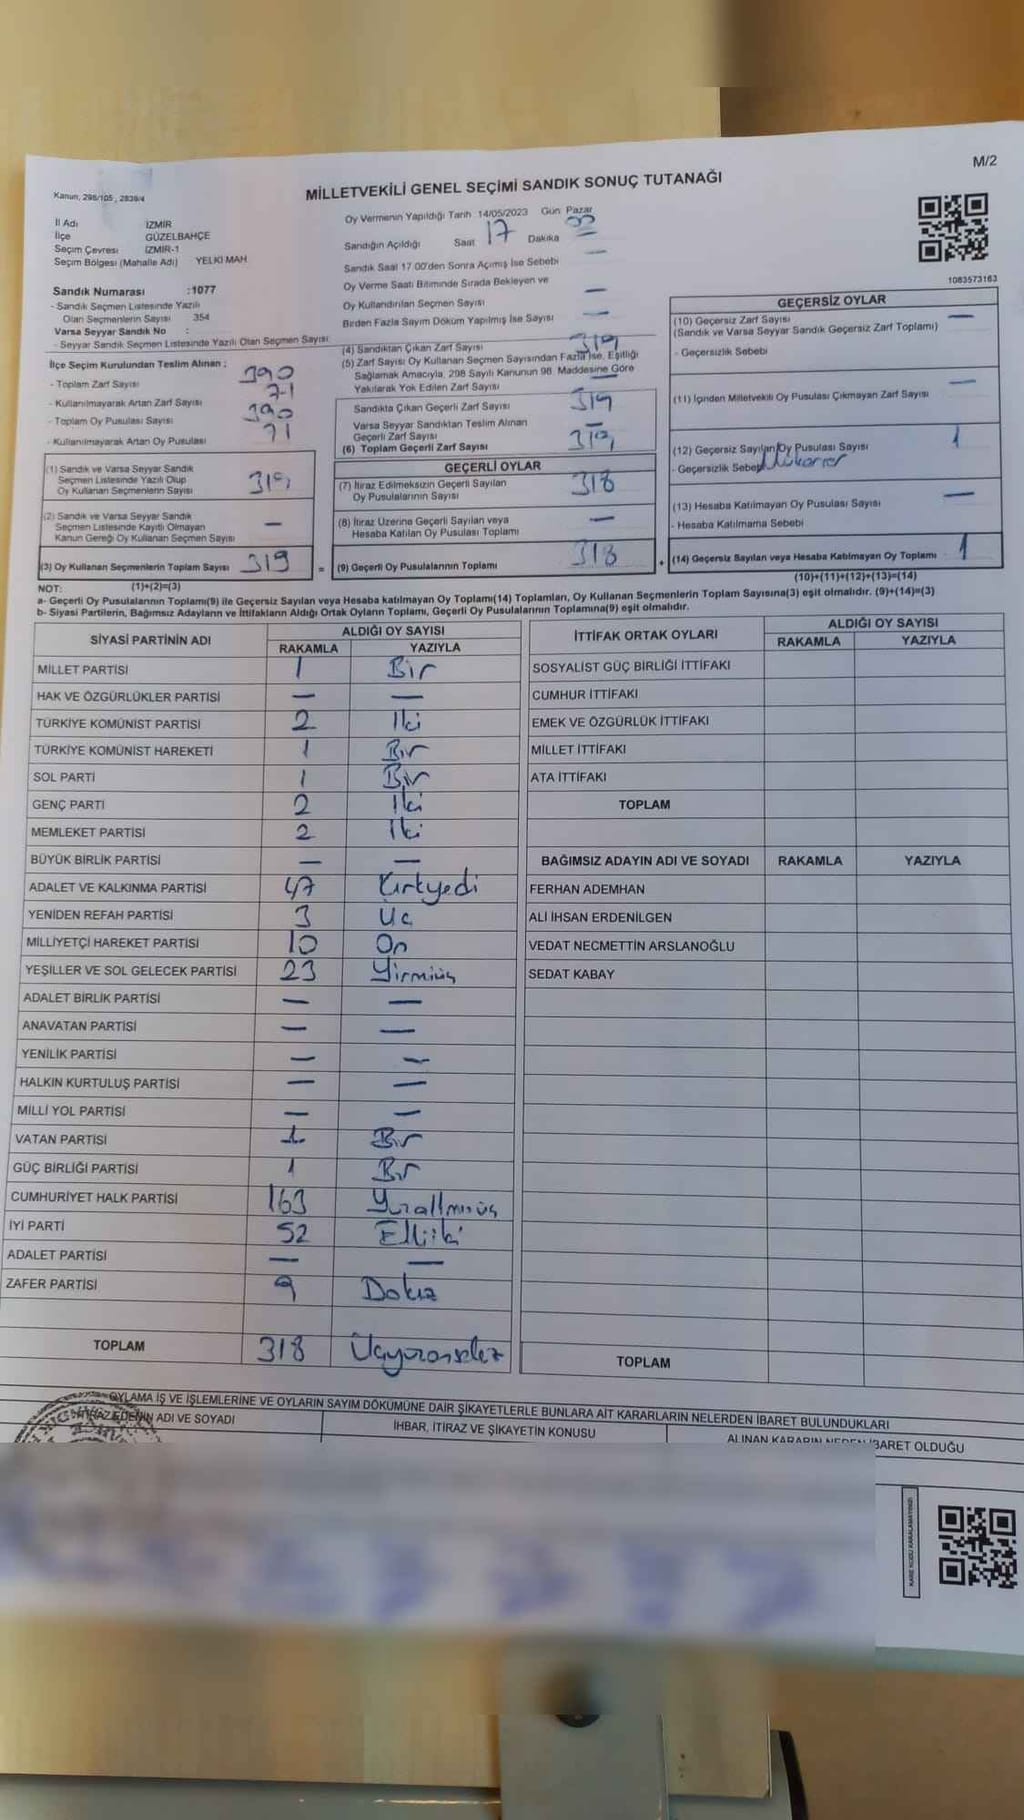 M/2
Kanun, 298/105, 2839/4
MİLLETVEKİLİ GENEL SEÇİMİ SANDIK SONUÇ TUTANAĞI
İl Adı İZMİR
İlçe GÜZELBAHÇE
Seçim Çevresi İZMİR-1
Seçim Bölgesi (Mahalle Adı) YELKİ MAH
Sandık Numarası :1077
- Sandık Seçmen Listesinde Yazılı
Olan Seçmenlerin Sayısı 354
Varsa Seyyar Sandık No :
- Seyyar Sandık Seçmen Listesinde Yazılı Olan Seçmen Sayısı
İlçe Seçim Kurulundan Teslim Alınan :
- Toplam Zarf Sayısı 390
- Kullanılmayarak Artan Zarf Sayısı 71
- Toplam Oy Pusulası Sayısı 390
- Kullanılmayarak Artan Oy Pusulası 71
(1) Sandık ve Varsa Seyyar Sandık
Seçmen Listesinde Yazılı Olup
Oy Kullanan Seçmenlerin Sayısı 319
(2) Sandık ve Varsa Seyyar Sandık
Seçmen Listesinde Kayıtlı Olmayan
Kanun Gereği Oy Kullanan Seçmen Sayısı —
(3) Oy Kullanan Seçmenlerin Toplam Sayısı 319 =
Oy Vermenin Yapıldığı Tarih 14/05/2023 Gün Pazar
Sandığın Açıldığı Saat 17 Dakika
Sandık Saat 17.00'den Sonra Açılmış İse Sebebi —
Oy Verme Saati Bitiminde Sırada Bekleyen ve
Oy Kullandırılan Seçmen Sayısı —
Birden Fazla Sayım Döküm Yapılmış İse Sayısı —
(4) Sandıktan Çıkan Zarf Sayısı 319
(5) Zarf Sayısı Oy Kullanan Seçmen Sayısından Fazla İse, Eşitliği
Sağlamak Amacıyla, 298 Sayılı Kanunun 98. Maddesine Göre
Yakılarak Yok Edilen Zarf Sayısı —
Sandıkta Çıkan Geçerli Zarf Sayısı 319
Varsa Seyyar Sandıktan Teslim Alınan
Geçerli Zarf Sayısı —
(6) Toplam Geçerli Zarf Sayısı 319
GEÇERLİ OYLAR
(7) İtiraz Edilmeksizin Geçerli Sayılan
Oy Pusulalarının Sayısı 318
(8) İtiraz Üzerine Geçerli Sayılan veya
Hesaba Katılan Oy Pusulası Toplamı —
(9) Geçerli Oy Pusulalarının Toplamı 318 +
1083573163
GEÇERSİZ OYLAR
(10) Geçersiz Zarf Sayısı —
(Sandık ve Varsa Seyyar Sandık Geçersiz Zarf Toplamı)
- Geçersizlik Sebebi
(11) İçinden Milletvekili Oy Pusulası Çıkmayan Zarf Sayısı —
(12) Geçersiz Sayılan Oy Pusulası Sayısı 1
- Geçersizlik Sebebi
(13) Hesaba Katılmayan Oy Pusulası Sayısı —
- Hesaba Katılmama Sebebi
(14) Geçersiz Sayılan veya Hesaba Katılmayan Oy Toplamı 1
NOT: (1)+(2)=(3) (10)+(11)+(12)+(13)=(14)
a- Geçerli Oy Pusulalarının Toplamı(9) ile Geçersiz Sayılan veya Hesaba katılmayan Oy Toplamı(14) Toplamları, Oy Kullanan Seçmenlerin Toplam Sayısına(3) eşit olmalıdır. (9)+(14)=(3)
b- Siyasi Partilerin, Bağımsız Adayların ve İttifakların Aldığı Ortak Oyların Toplamı, Geçerli Oy Pusulalarının Toplamına(9) eşit olmalıdır.
SİYASİ PARTİNİN ADI ALDIĞI OY SAYISI
RAKAMLA YAZIYLA
MİLLET PARTİSİ 1 Bir
HAK VE ÖZGÜRLÜKLER PARTİSİ — —
TÜRKİYE KOMÜNİST PARTİSİ 2 İki
TÜRKİYE KOMÜNİST HAREKETİ 1 Bir
SOL PARTİ 1 Bir
GENÇ PARTİ 2 İki
MEMLEKET PARTİSİ 2 İki
BÜYÜK BİRLİK PARTİSİ — —
ADALET VE KALKINMA PARTİSİ 47 Kırkyedi
YENİDEN REFAH PARTİSİ 3 Üç
MİLLİYETÇİ HAREKET PARTİSİ 10 On
YEŞİLLER VE SOL GELECEK PARTİSİ 23 Yirmiüç
ADALET BİRLİK PARTİSİ — —
ANAVATAN PARTİSİ — —
YENİLİK PARTİSİ — —
HALKIN KURTULUŞ PARTİSİ — —
MİLLİ YOL PARTİSİ — —
VATAN PARTİSİ 1 Bir
GÜÇ BİRLİĞİ PARTİSİ 1 Bir
CUMHURİYET HALK PARTİSİ 163 Yüzaltmışüç
İYİ PARTİ 52 Elliiki
ADALET PARTİSİ — —
ZAFER PARTİSİ 9 Dokuz
TOPLAM 318 Üçyüzonsekiz
İTTİFAK ORTAK OYLARI ALDIĞI OY SAYISI
RAKAMLA YAZIYLA
SOSYALİST GÜÇ BİRLİĞİ İTTİFAKI
CUMHUR İTTİFAKI
EMEK VE ÖZGÜRLÜK İTTİFAKI
MİLLET İTTİFAKI
ATA İTTİFAKI
TOPLAM
BAĞIMSIZ ADAYIN ADI VE SOYADI RAKAMLA YAZIYLA
FERHAN ADEMHAN
ALİ İHSAN ERDENİLGEN
VEDAT NECMETTİN ARSLANOĞLU
SEDAT KABAY
TOPLAM
OYLAMA İŞ VE İŞLEMLERİNE VE OYLARIN SAYIM DÖKÜMÜNE DAİR ŞİKAYETLERLE BUNLARA AİT KARARLARIN NELERDEN İBARET BULUNDUKLARI
İTİRAZ EDENİN ADI VE SOYADI
İHBAR, İTİRAZ VE ŞİKAYETİN KONUSU
ALINAN KARARIN NEDEN İBARET OLDUĞU
KARE KODU KARALAMAYINIZ!